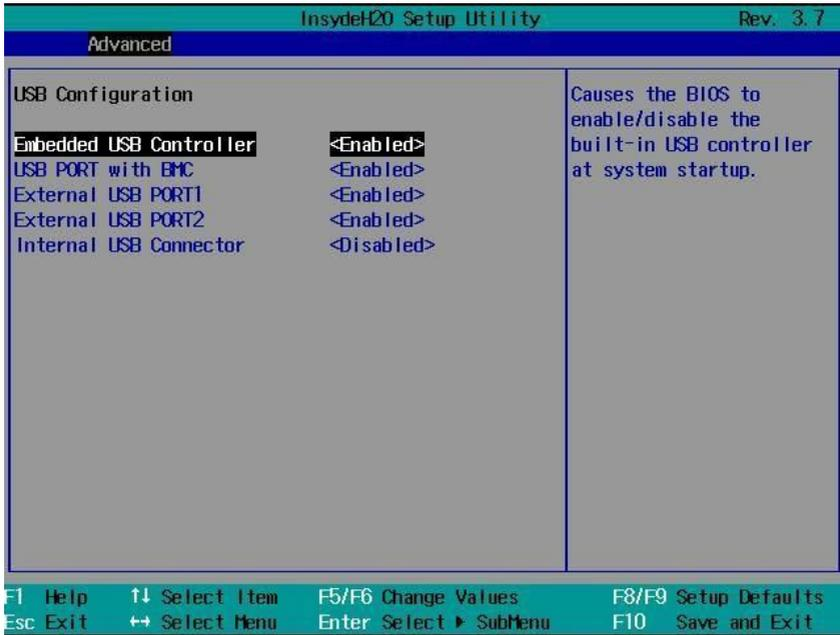 InsydeH20 Setup Utility Rev. 3.7
Advanced
USB Configuration
Embedded USB Controller <Enabled>
USB PORT with BMC <Enabled>
External USB PORT1 <Enabled>
External USB PORT2 <Enabled>
Internal USB Connector <Disabled>
Causes the BIOS to
enable/disable the
built-in USB controller
at system startup.
F1 Help ↑↓ Select Item F5/F6 Change Values F8/F9 Setup Defaults
Esc Exit ↔ Select Menu Enter Select ▶ SubMenu F10 Save and Exit